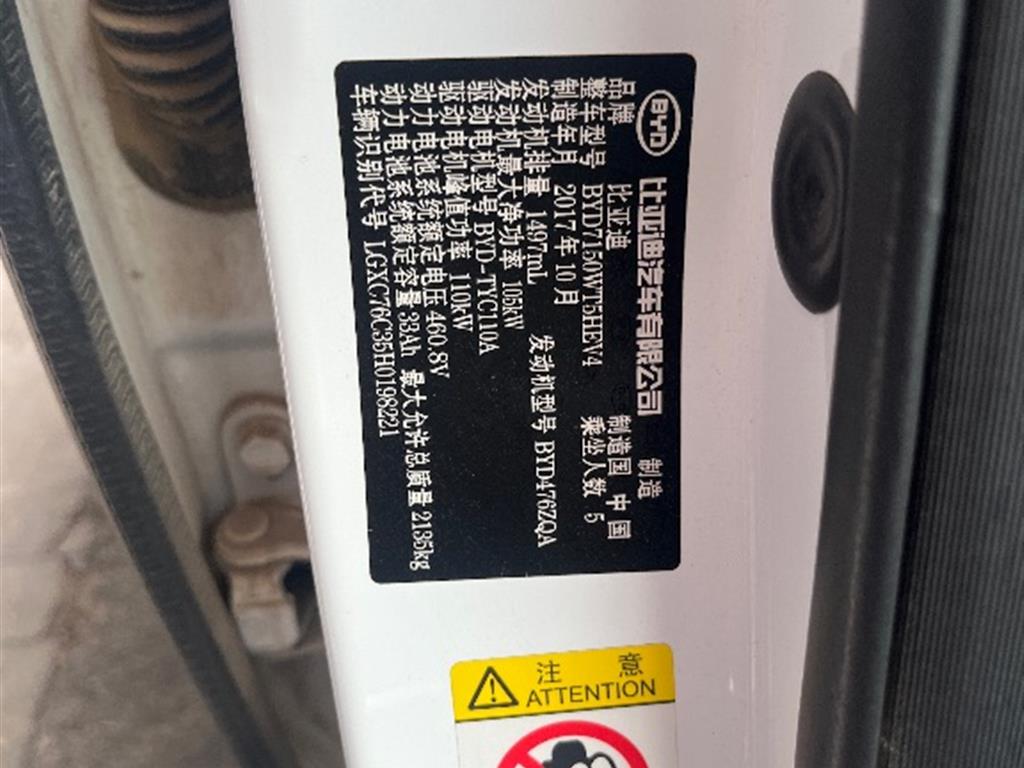 BYD 比亚迪汽车有限公司 制造
品牌 比亚迪 制造国 中国
整车型号 BYD7150WT5HEV4 乘坐人数 5
制造年月 2017年10月
发动机排量 1497mL 发动机型号 BYD476ZQA
发动机最大净功率 105kW
驱动电机型号 BYD-TYC110A
驱动电机峰值功率 110kW
动力电池系统额定电压 460.8V
动力电池系统额定容量 33Ah 最大允许总质量 2135kg
车辆识别代号 LGXC76C35H0198221
注意
ATTENTION